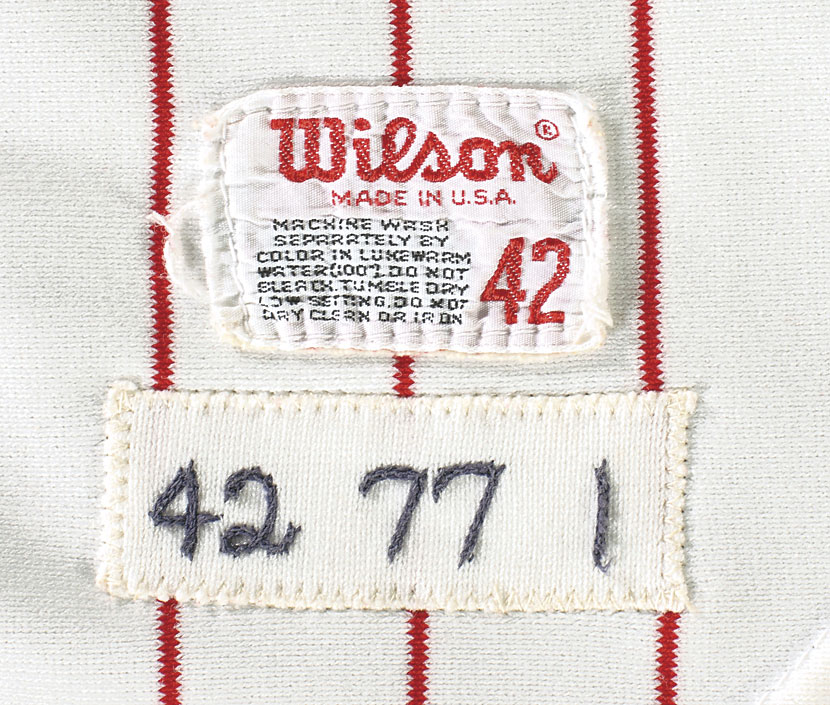 Wilson®
MADE IN U.S.A.
MACHINE WASH
SEPARATELY BY
COLOR IN LUKEWARM
WATER(100°). DO NOT
BLEACH. TUMBLE DRY
LOW SETTING. DO NOT
DRY CLEAN OR IRON
42
42 77 1